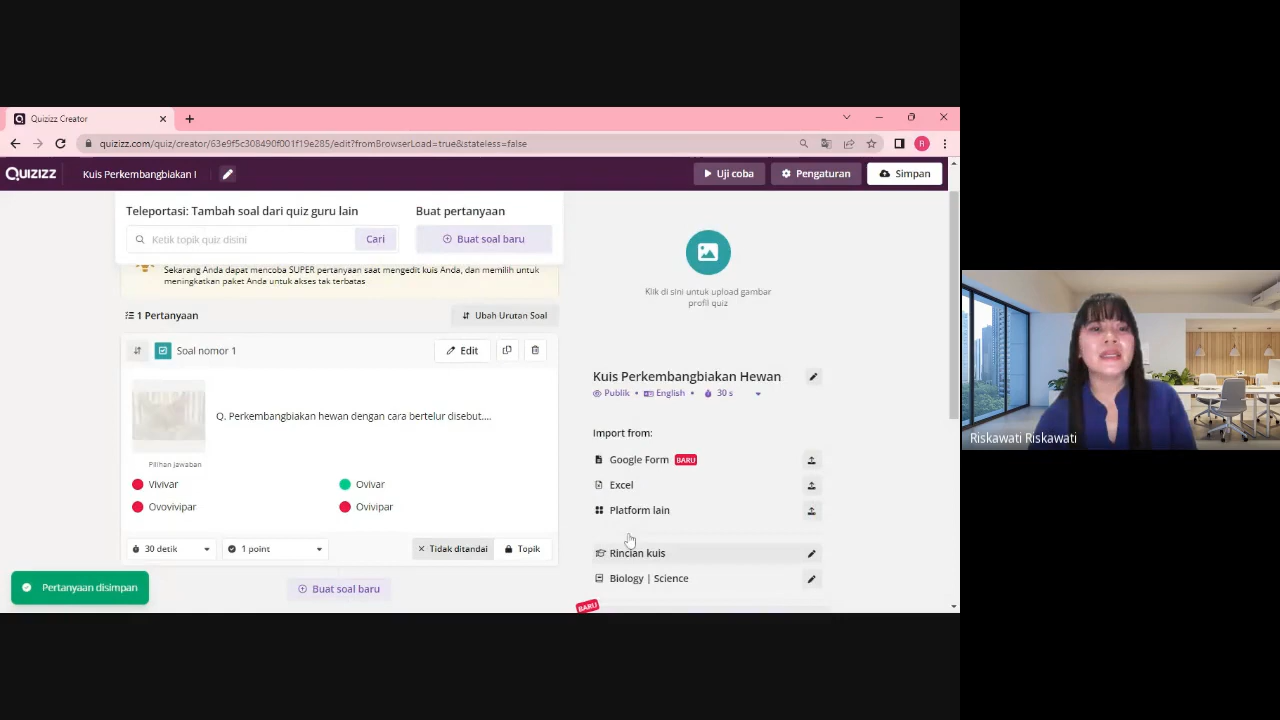 Quizizz Creator
quizizz.com/quiz/creator/63e9f5c308490f001f19e285/edit?fromBrowserLoad=true&stateless=false
R
QUIZIZZ
Kuis Perkembangbiakan I
Uji coba
Pengaturan
Simpan
Teleportasi: Tambah soal dari quiz guru lain
Buat pertanyaan
Ketik topik quiz disini
Cari
Buat soal baru
Sekarang Anda dapat mencoba SUPER pertanyaan saat mengedit kuis Anda, dan memilih untuk
meningkatkan paket Anda untuk akses tak terbatas
1 Pertanyaan
Ubah Urutan Soal
Soal nomor 1
Edit
Q. Perkembangbiakan hewan dengan cara bertelur disebut....
Pilihan jawaban
Vivivar
Ovivar
Ovovivipar
Ovivipar
30 detik
1 point
Tidak ditandai
Topik
Pertanyaan disimpan
Buat soal baru
Klik di sini untuk upload gambar
profil quiz
Kuis Perkembangbiakan Hewan
Publik • English • 30 s
Import from:
Google Form BARU
Excel
Platform lain
Rincian kuis
Biology | Science
BARU
Riskawati Riskawati